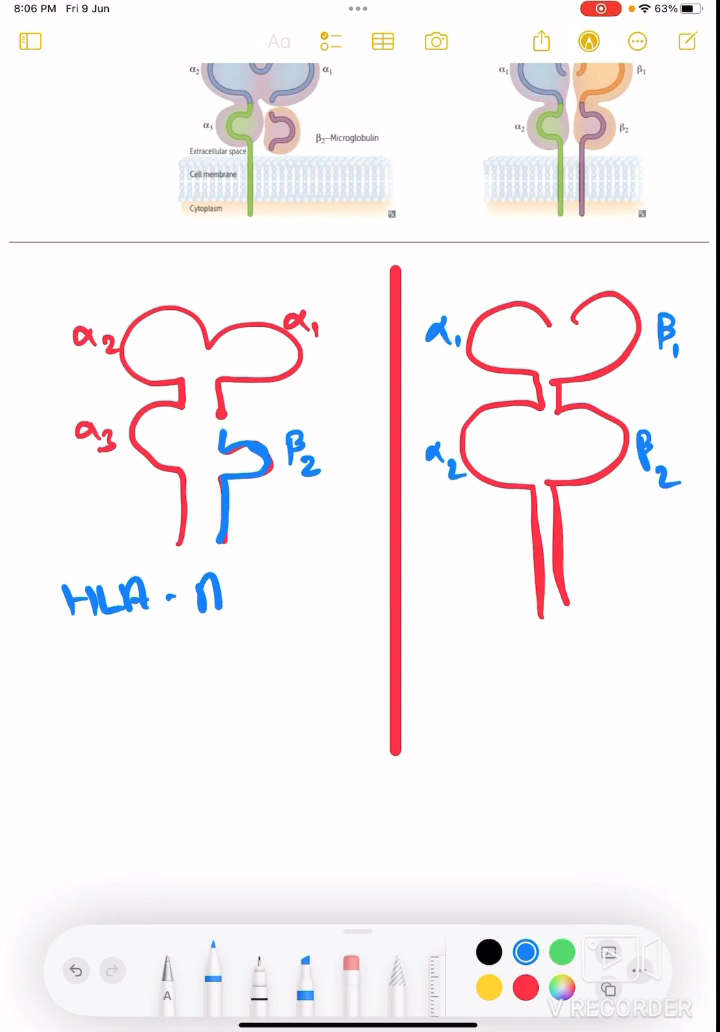 8:06 PM Fri 9 Jun 63%
Aa
α₂ α₁ α₁ β₁
α₃ β₂–Microglobulin α₂ β₂
Extracellular space
Cell membrane
Cytoplasm
α₂ α₁ α₁ β₁
α₃ β₂ α₂ β₂
HLA -
A
V RECORDER